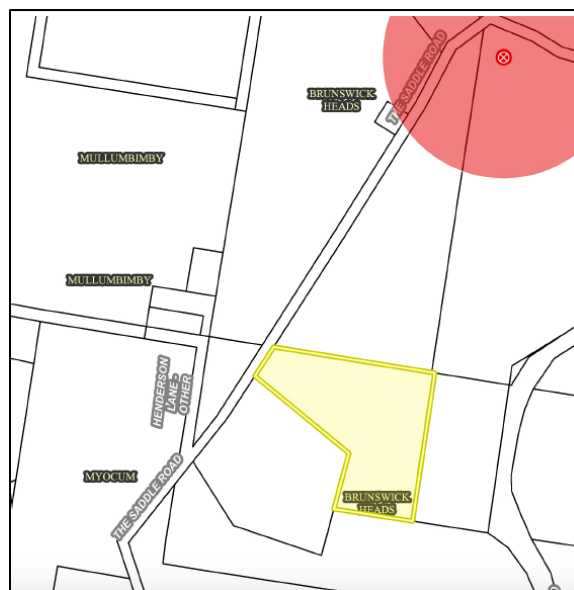 THE SADDLE ROAD
BRUNSWICK
HEADS
MULLUMBIMBY
MULLUMBIMBY
HENDERSON
LANE -
OTHER
MYOCUM
THE SADDLE ROAD
BRUNSWICK
HEADS